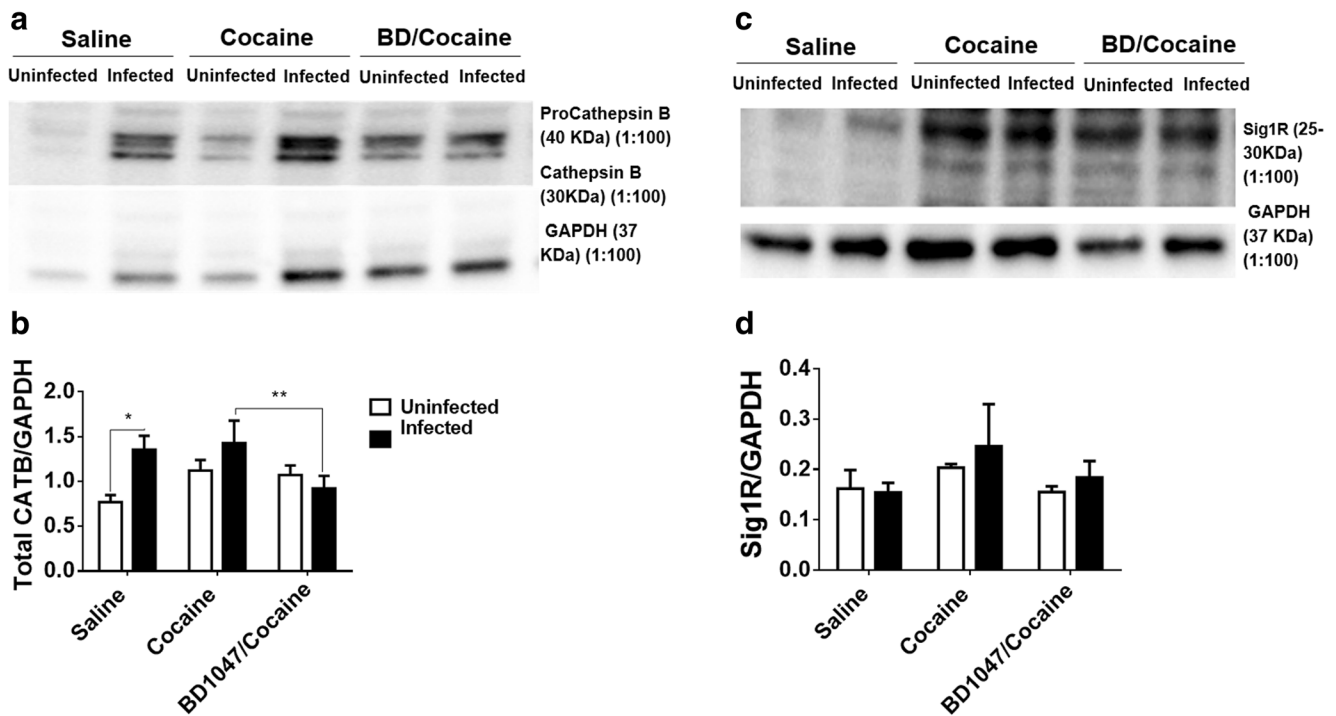 a
Saline Cocaine BD/Cocaine
Uninfected Infected Uninfected Infected Uninfected Infected
ProCathepsin B
(40 KDa) (1:100)
Cathepsin B
(30KDa) (1:100)
GAPDH (37
KDa) (1:100)
b
Total CATB/GAPDH
2.0
1.5
1.0
0.5
0.0
*
**
Uninfected
Infected
Saline
Cocaine
BD1047/Cocaine
c
Saline Cocaine BD/Cocaine
Uninfected Infected Uninfected Infected Uninfected Infected
Sig1R (25-
30KDa)
(1:100)
GAPDH
(37 KDa)
(1:100)
d
Sig1R/GAPDH
0.4
0.3
0.2
0.1
0.0
Saline
Cocaine
BD1047/Cocaine